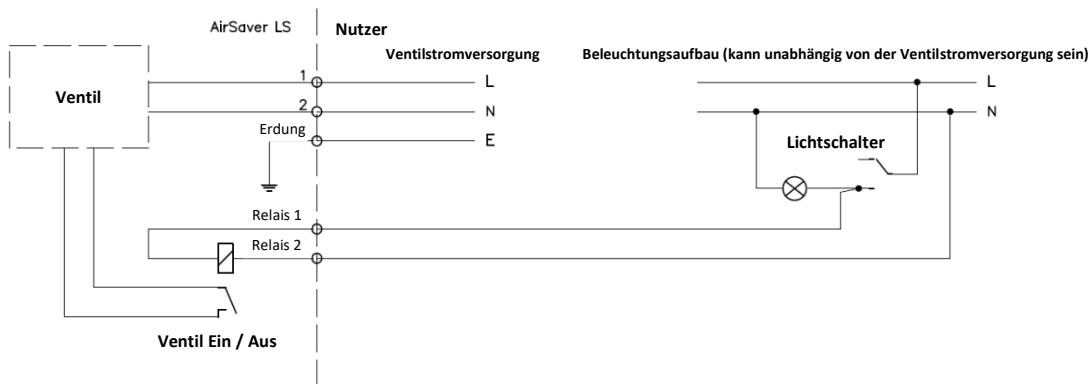 AirSaver LS
Nutzer
Ventilstromversorgung
Beleuchtungsaufbau (kann unabhängig von der Ventilstromversorgung sein)
Ventil
1
L
L
2
N
N
Erdung
E
Lichtschalter
Relais 1
Relais 2
Ventil Ein / Aus